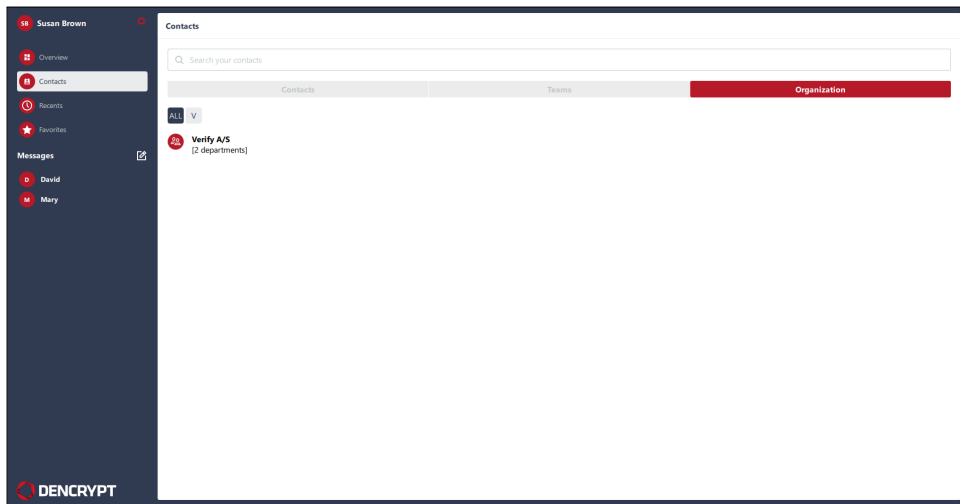 SB Susan Brown
Overview
Contacts
Recents
Favorites
Messages
D David
M Mary
DENCRYPT
Contacts
Search your contacts
Contacts Teams Organization
ALL V
Verify A/S
[2 departments]